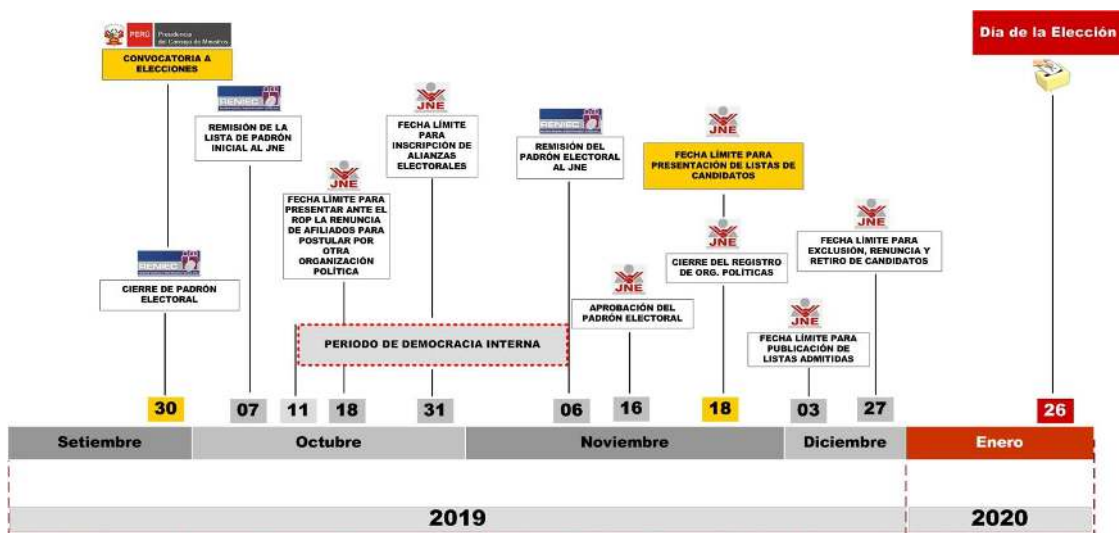 PERÚ
Presidencia
del Consejo de Ministros
CONVOCATORIA A
ELECCIONES
RENIEC
CIERRE DE PADRÓN
ELECTORAL
RENIEC
REMISIÓN DE LA
LISTA DE PADRÓN
INICIAL AL JNE
JNE
FECHA LÍMITE PARA
PRESENTAR ANTE EL
ROP LA RENUNCIA
DE AFILIADOS PARA
POSTULAR POR
OTRA
ORGANIZACIÓN
POLÍTICA
JNE
FECHA LÍMITE
PARA
INSCRIPCIÓN DE
ALIANZAS
ELECTORALES
PERIODO DE DEMOCRACIA INTERNA
RENIEC
REMISIÓN DEL
PADRÓN ELECTORAL
AL JNE
JNE
APROBACIÓN DEL
PADRÓN ELECTORAL
JNE
FECHA LÍMITE PARA
PRESENTACIÓN DE LISTAS DE
CANDIDATOS
JNE
CIERRE DEL REGISTRO
DE ORG. POLÍTICAS
JNE
FECHA LÍMITE PARA
PUBLICACIÓN DE
LISTAS ADMITIDAS
JNE
FECHA LÍMITE PARA
EXCLUSIÓN, RENUNCIA Y
RETIRO DE CANDIDATOS
Día de la Elección
30 07 11 18 31 06 16 18 03 27 26
Setiembre Octubre Noviembre Diciembre Enero
2019 2020